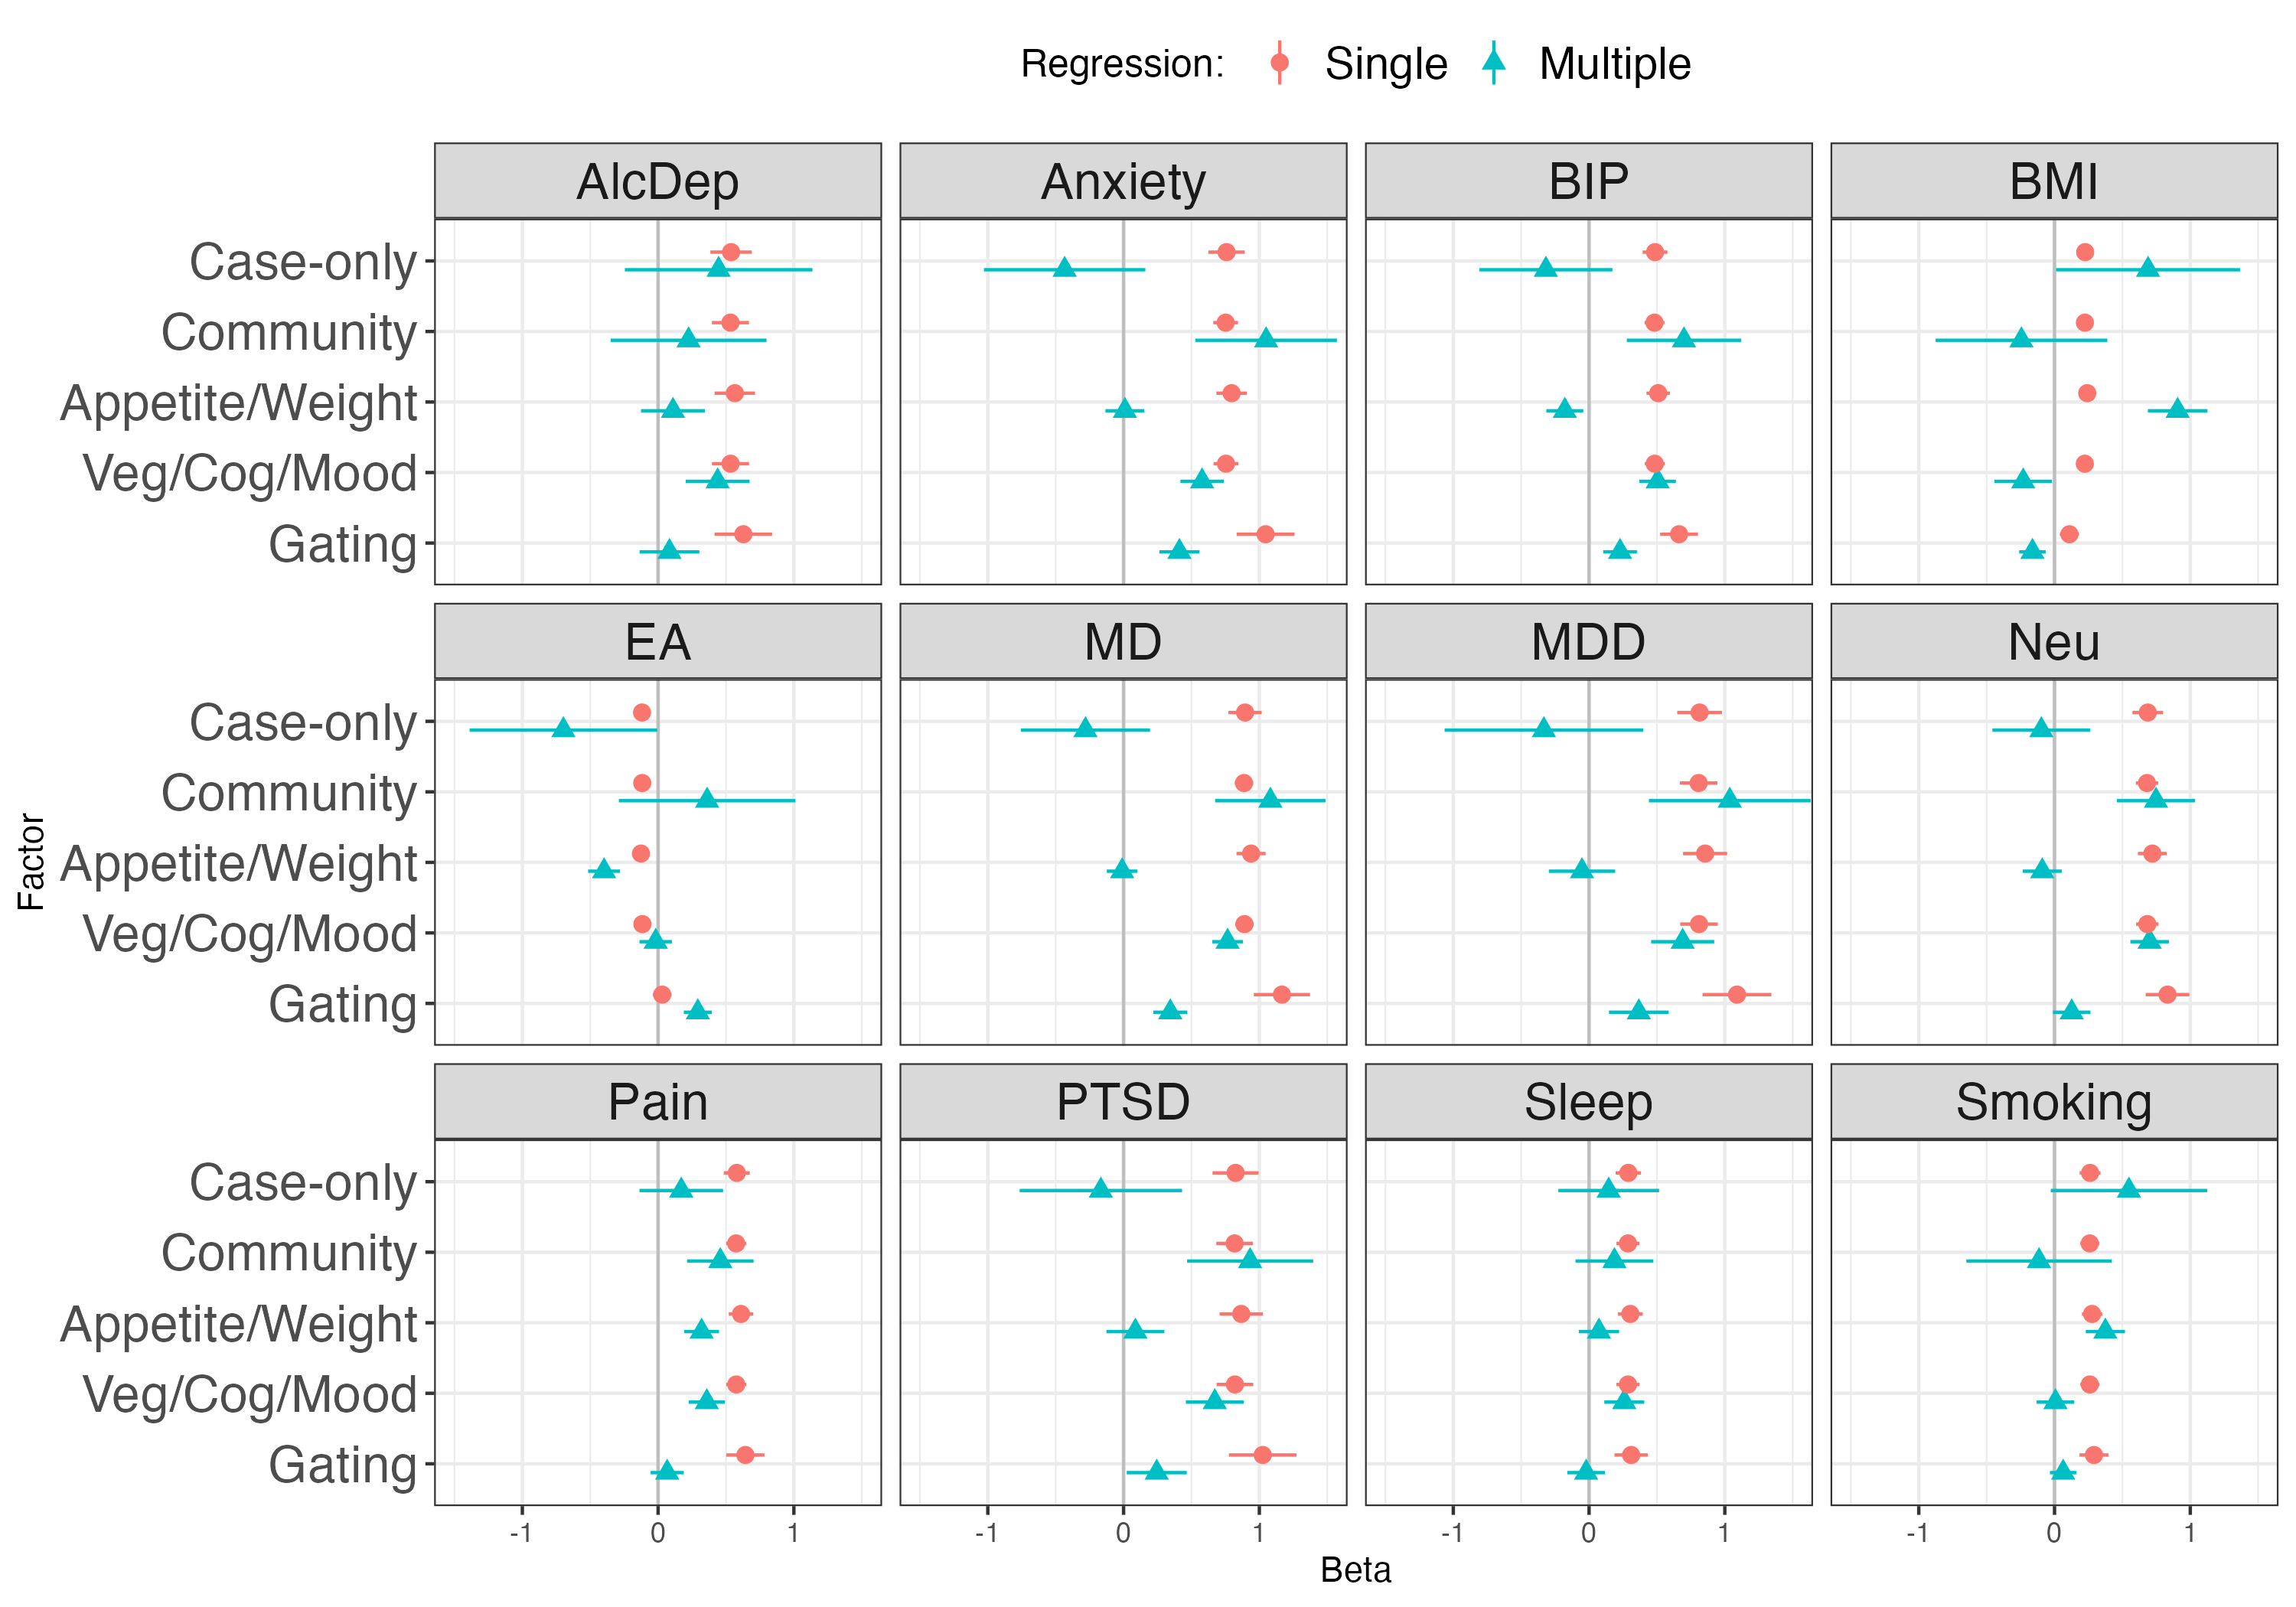 Regression: Single Multiple
AlcDep Anxiety BIP BMI
Case-only
Community
Appetite/Weight
Veg/Cog/Mood
Gating
EA MD MDD Neu
Case-only
Community
Appetite/Weight
Veg/Cog/Mood
Gating
Factor
Pain PTSD Sleep Smoking
Case-only
Community
Appetite/Weight
Veg/Cog/Mood
Gating
-1 0 1 -1 0 1 -1 0 1 -1 0 1
Beta